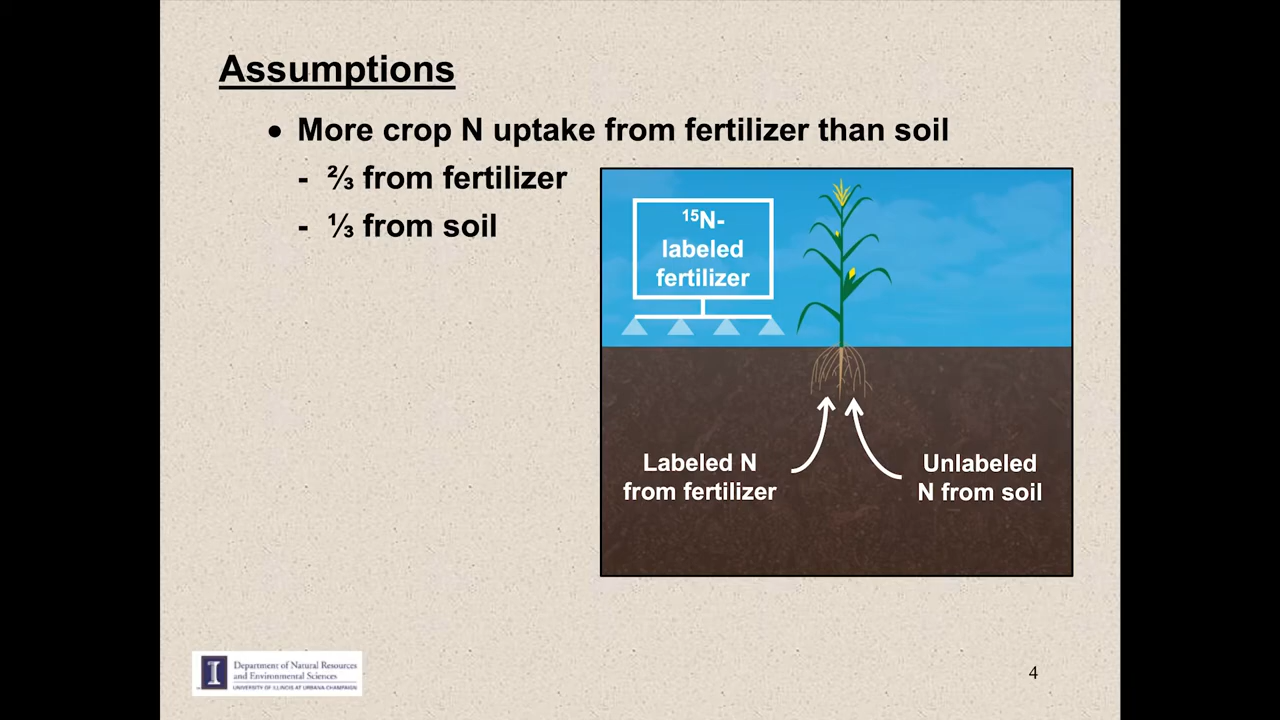 Assumptions
● More crop N uptake from fertilizer than soil
- ⅔ from fertilizer
- ⅓ from soil
¹⁵N-
labeled
fertilizer
Labeled N
from fertilizer
Unlabeled
N from soil
I
Department of Natural Resources
and Environmental Sciences
UNIVERSITY OF ILLINOIS AT URBANA-CHAMPAIGN
4